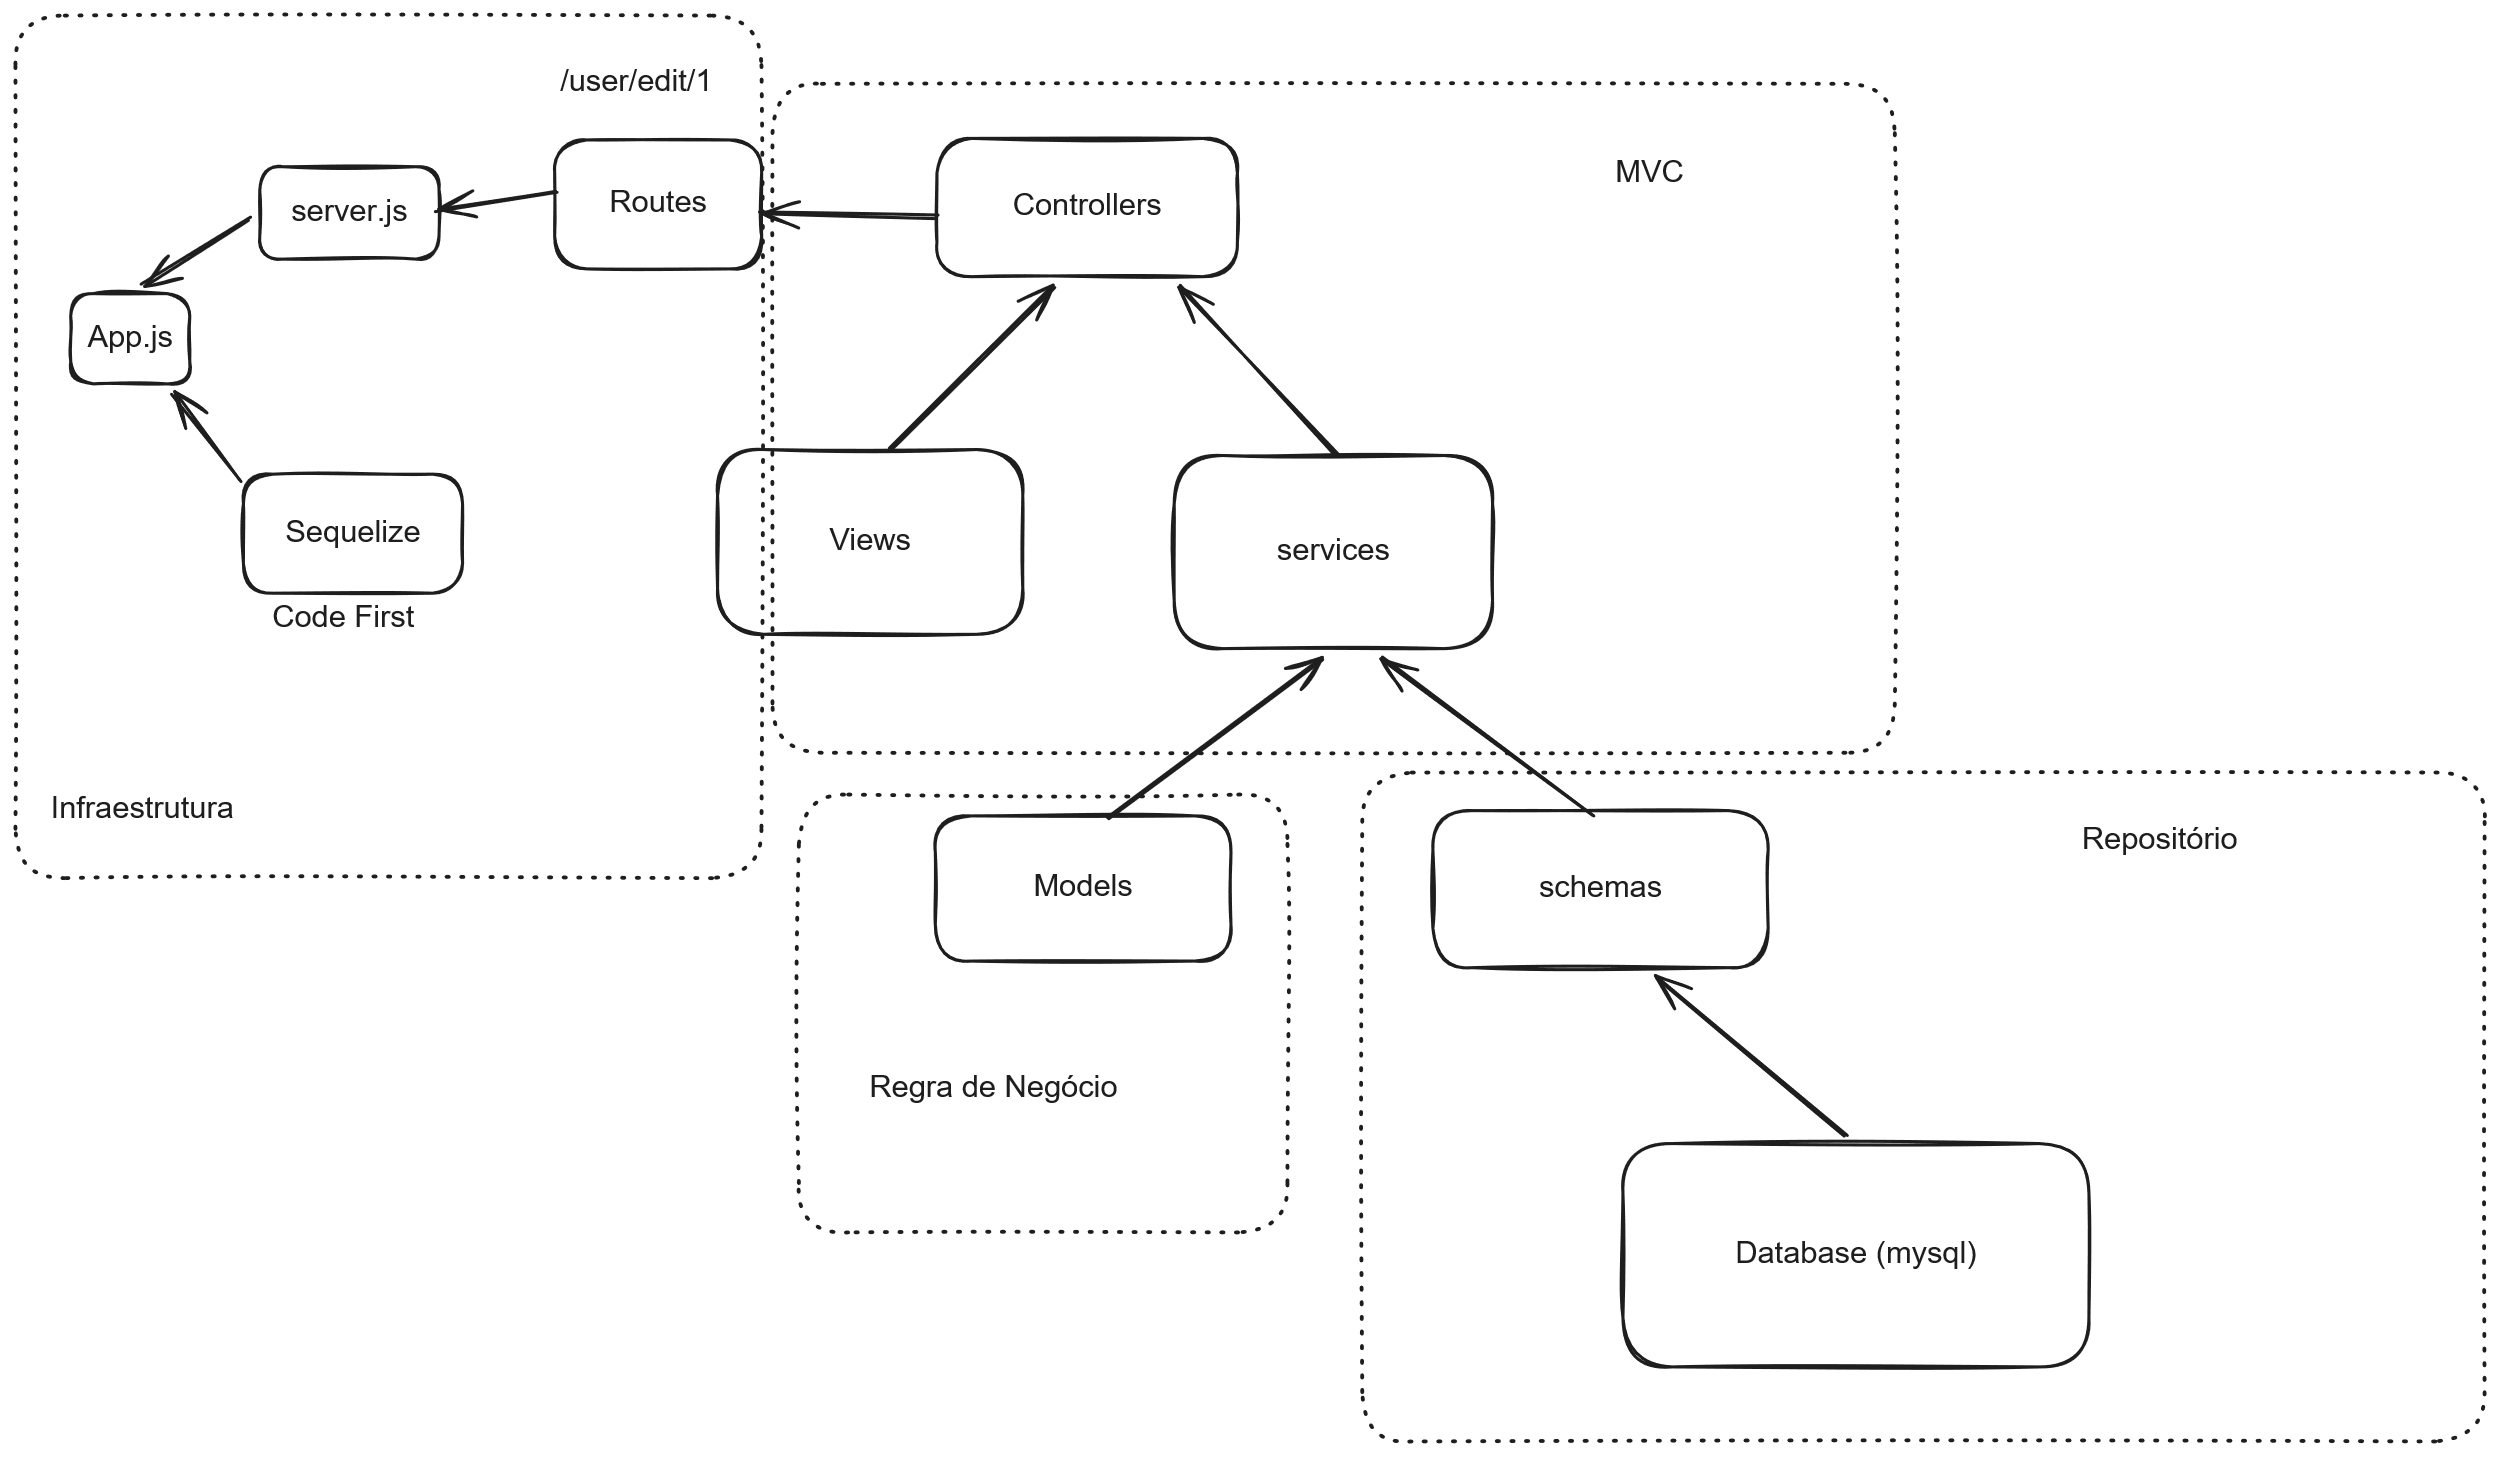 /user/edit/1
MVC
server.js
Routes
Controllers
App.js
Sequelize
Code First
Views
services
Infraestrutura
Models
schemas
Repositório
Regra de Negócio
Database (mysql)